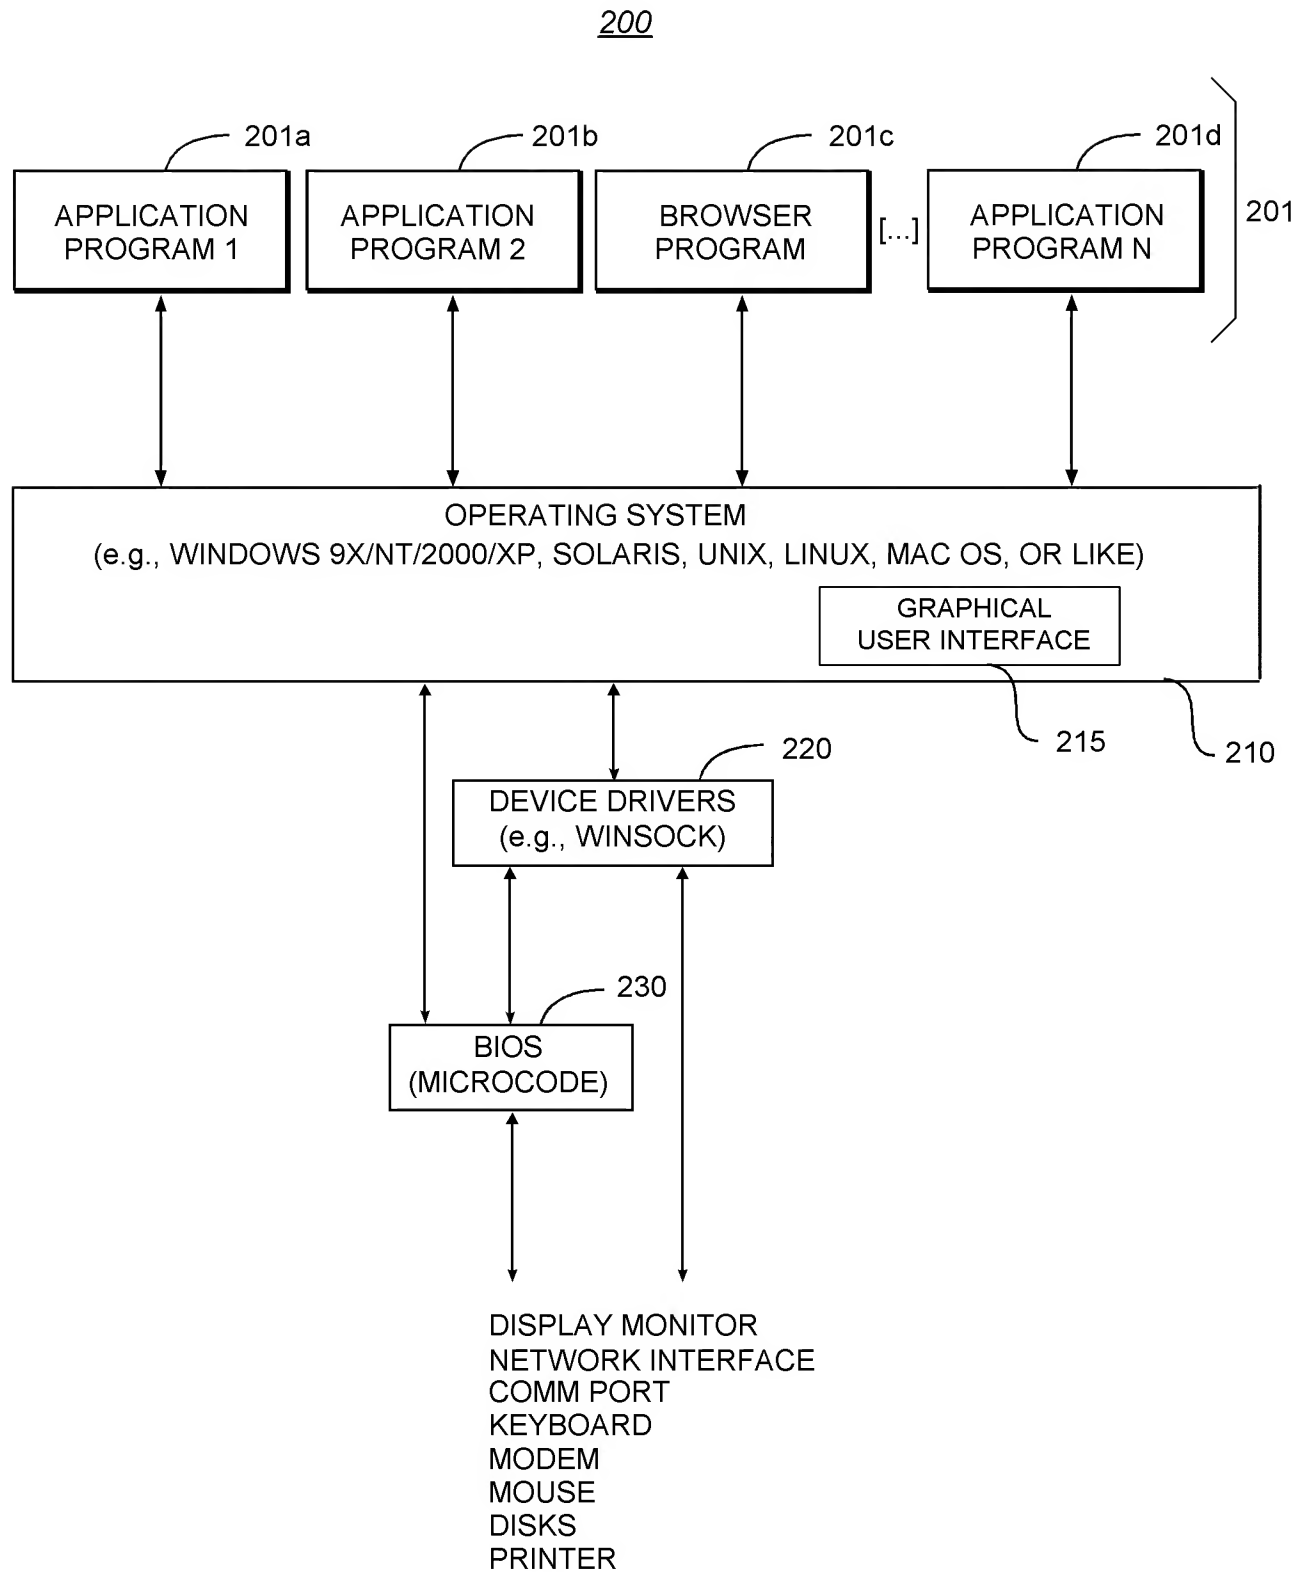 200
201a
201b
201c
201d
APPLICATION
PROGRAM 1
APPLICATION
PROGRAM 2
BROWSER
PROGRAM
[...]
APPLICATION
PROGRAM N
201
OPERATING SYSTEM
(e.g., WINDOWS 9X/NT/2000/XP, SOLARIS, UNIX, LINUX, MAC OS, OR LIKE)
GRAPHICAL
USER INTERFACE
215
210
220
DEVICE DRIVERS
(e.g., WINSOCK)
230
BIOS
(MICROCODE)
DISPLAY MONITOR
NETWORK INTERFACE
COMM PORT
KEYBOARD
MODEM
MOUSE
DISKS
PRINTER